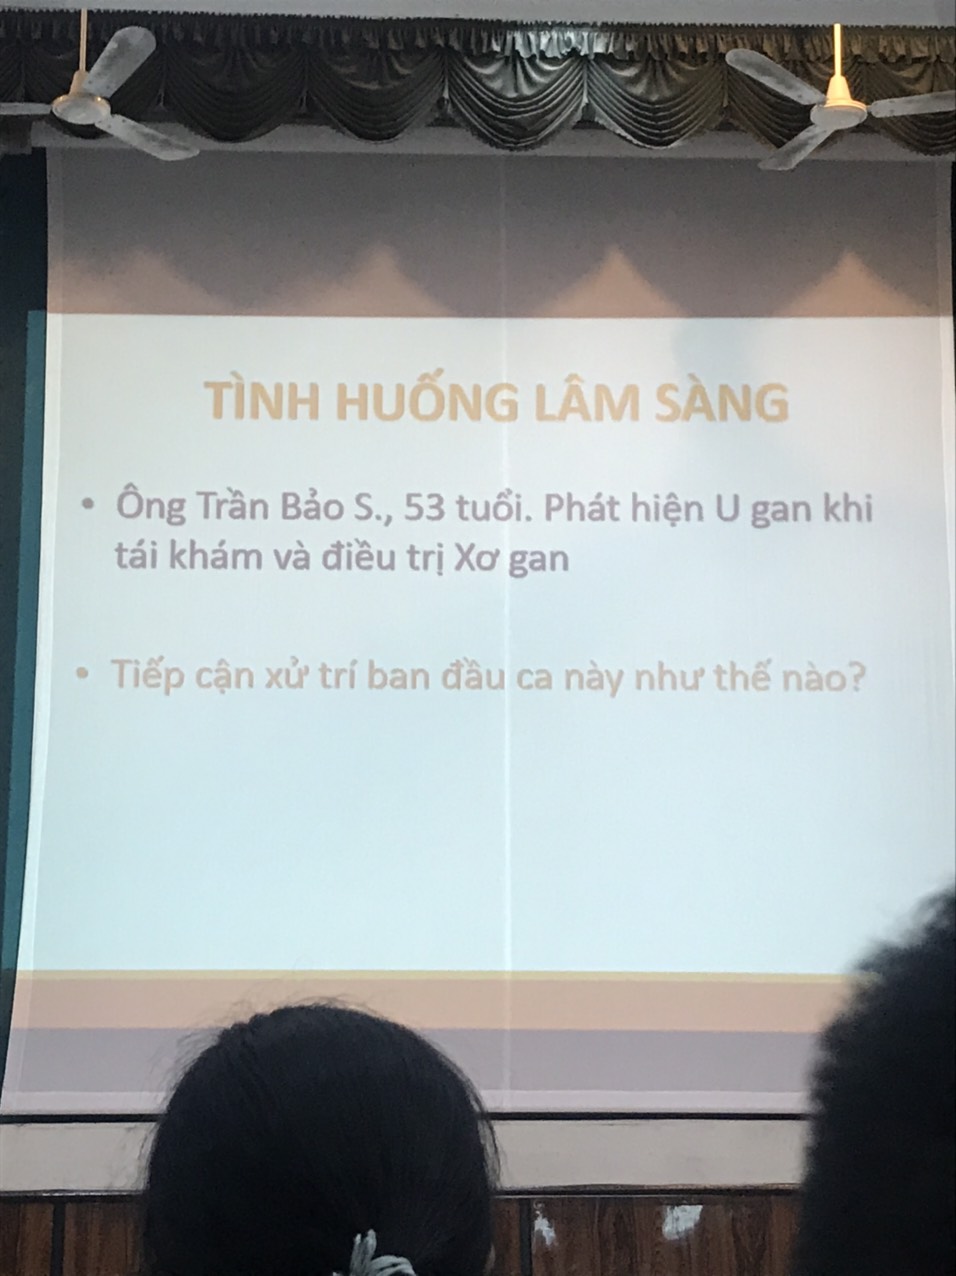 TÌNH HUỐNG LÂM SÀNG
• Ông Trần Bảo S., 53 tuổi. Phát hiện U gan khi
tái khám và điều trị Xơ gan
• Tiếp cận xử trí ban đầu ca này như thế nào?